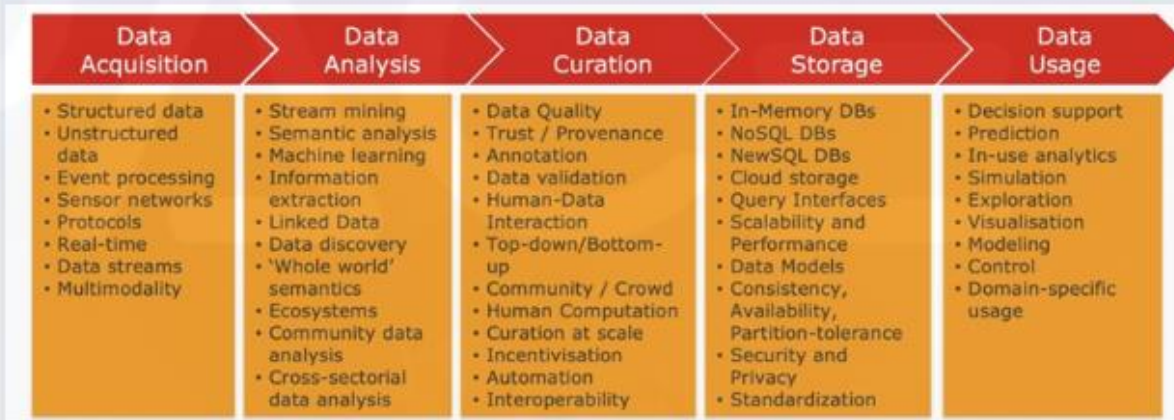 Data
Acquisition
Data
Analysis
Data
Curation
Data
Storage
Data
Usage
• Structured data
• Unstructured
data
• Event processing
• Sensor networks
• Protocols
• Real-time
• Data streams
• Multimodality
• Stream mining
• Semantic analysis
• Machine learning
• Information
extraction
• Linked Data
• Data discovery
• ‘Whole world’
semantics
• Ecosystems
• Community data
analysis
• Cross-sectorial
data analysis
• Data Quality
• Trust / Provenance
• Annotation
• Data validation
• Human-Data
Interaction
• Top-down/Bottom-
up
• Community / Crowd
• Human Computation
• Curation at scale
• Incentivisation
• Automation
• Interoperability
• In-Memory DBs
• NoSQL DBs
• NewSQL DBs
• Cloud storage
• Query Interfaces
• Scalability and
Performance
• Data Models
• Consistency,
Availability,
Partition-tolerance
• Security and
Privacy
• Standardization
• Decision support
• Prediction
• In-use analytics
• Simulation
• Exploration
• Visualisation
• Modeling
• Control
• Domain-specific
usage